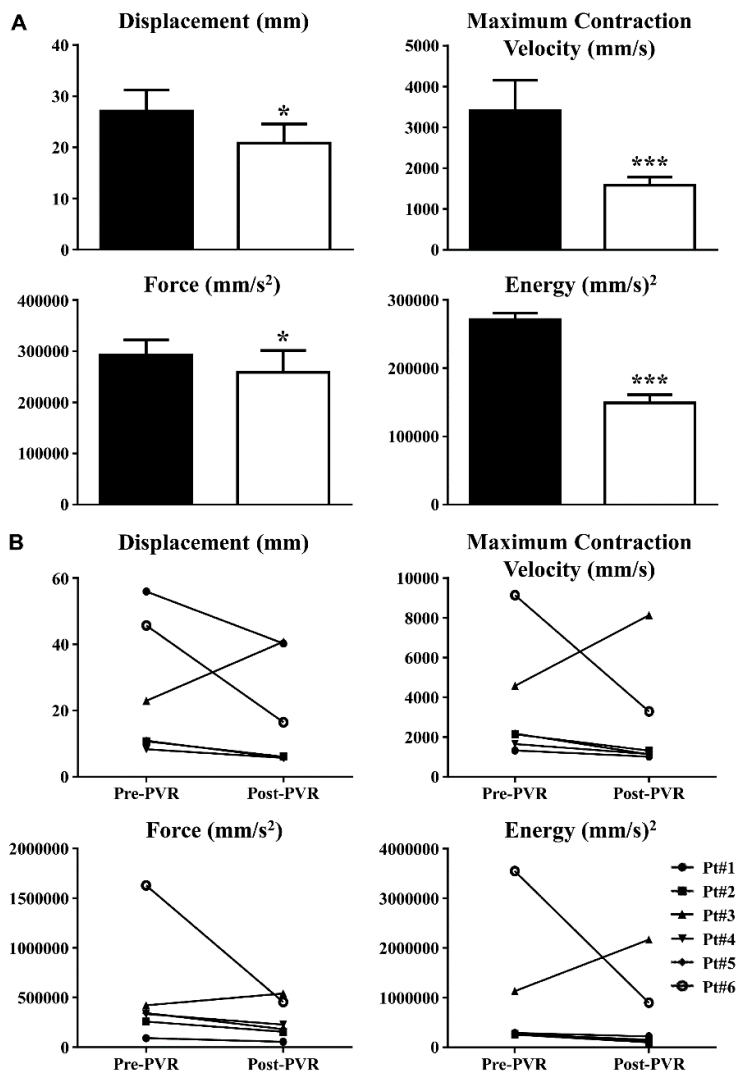 A
Displacement (mm)
40
30
20
10
0
*
Maximum Contraction
Velocity (mm/s)
5000
4000
3000
2000
1000
0
***
Force (mm/s²)
400000
300000
200000
100000
0
*
Energy (mm/s)²
300000
200000
100000
0
***
B
Displacement (mm)
60
40
20
0
Pre-PVR Post-PVR
Maximum Contraction
Velocity (mm/s)
10000
8000
6000
4000
2000
0
Pre-PVR Post-PVR
Force (mm/s²)
2000000
1500000
1000000
500000
0
Pre-PVR Post-PVR
Energy (mm/s)²
4000000
3000000
2000000
1000000
0
Pre-PVR Post-PVR
Pt#1
Pt#2
Pt#3
Pt#4
Pt#5
Pt#6